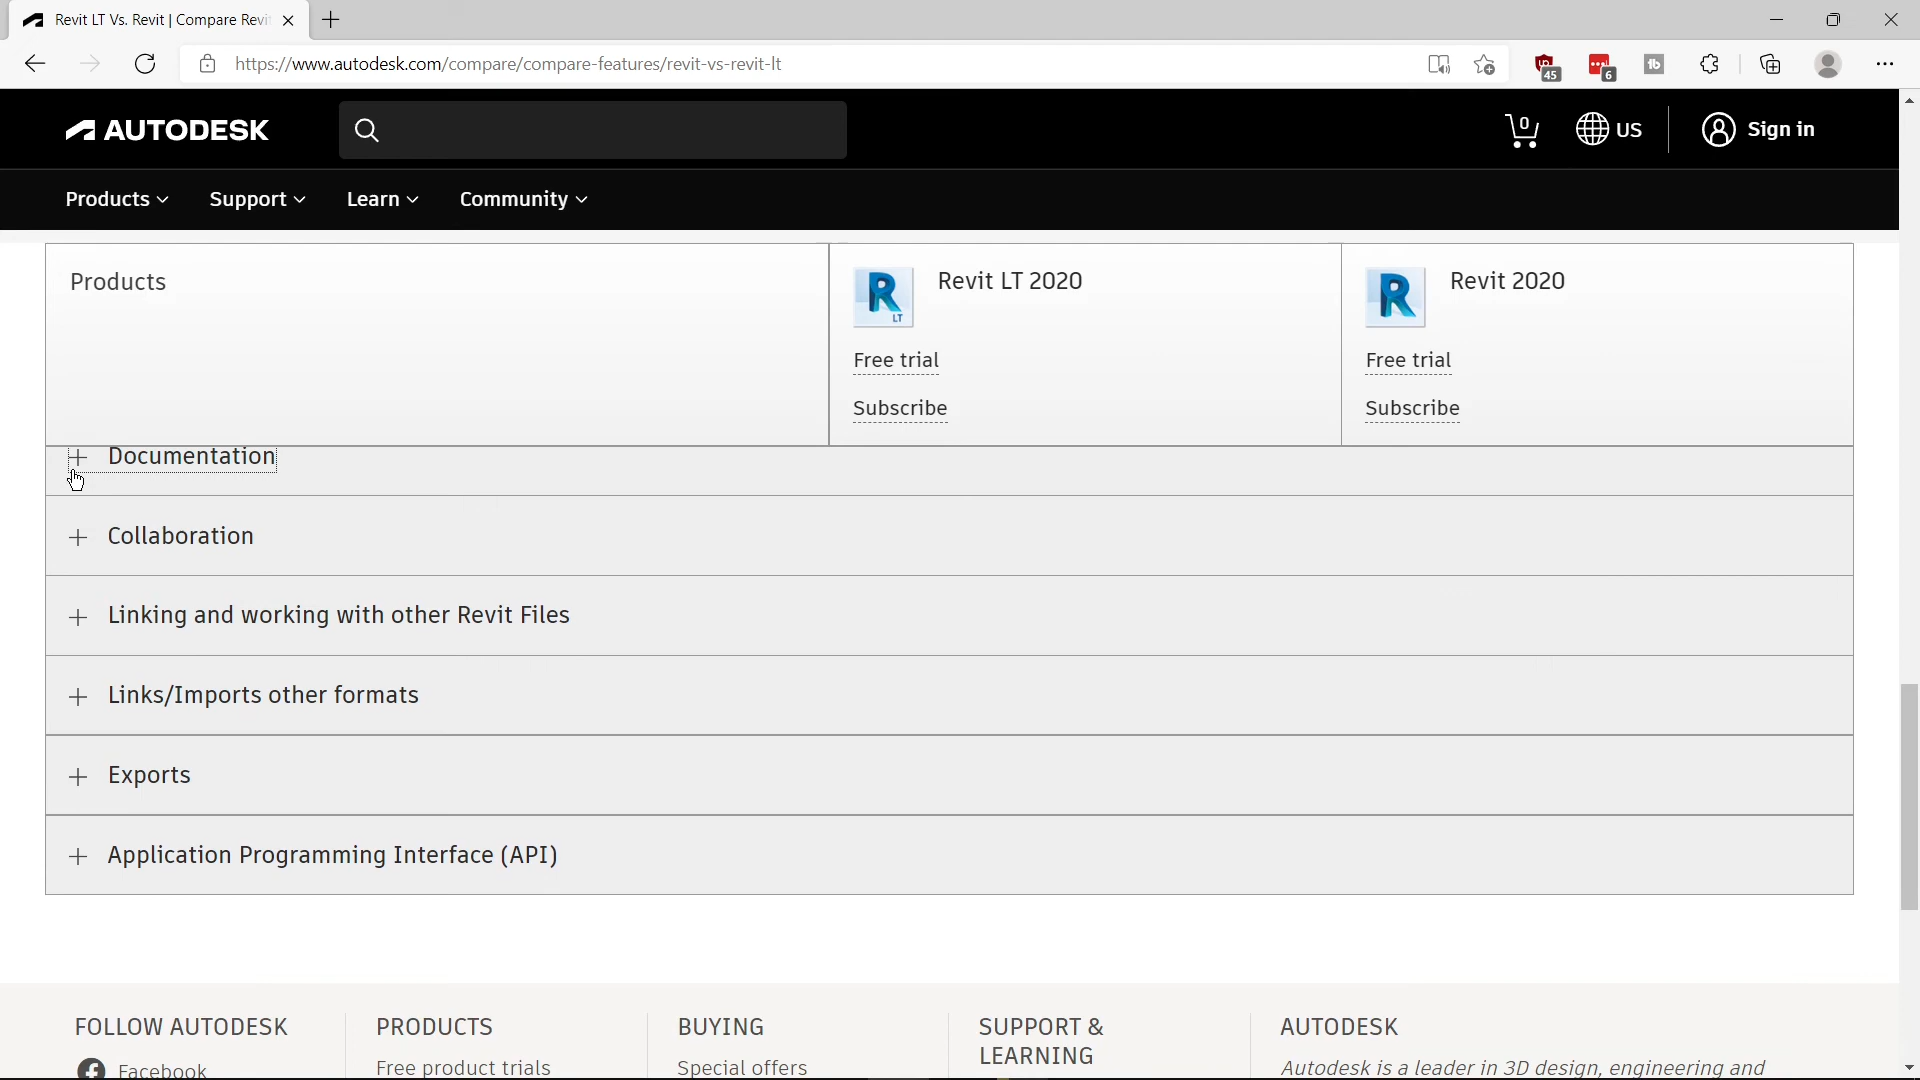 Revit LT Vs. Revit | Compare Revi
https://www.autodesk.com/compare/compare-features/revit-vs-revit-lt
45
6
tb
AUTODESK
0
US
Sign in
Products
Support
Learn
Community
Products
R
LT
Revit LT 2020
R
Revit 2020
Free trial
Free trial
Subscribe
Subscribe
Documentation
Collaboration
Linking and working with other Revit Files
Links/Imports other formats
Exports
Application Programming Interface (API)
FOLLOW AUTODESK
PRODUCTS
BUYING
SUPPORT &
LEARNING
AUTODESK
Facebook
Free product trials
Special offers
Autodesk is a leader in 3D design, engineering and